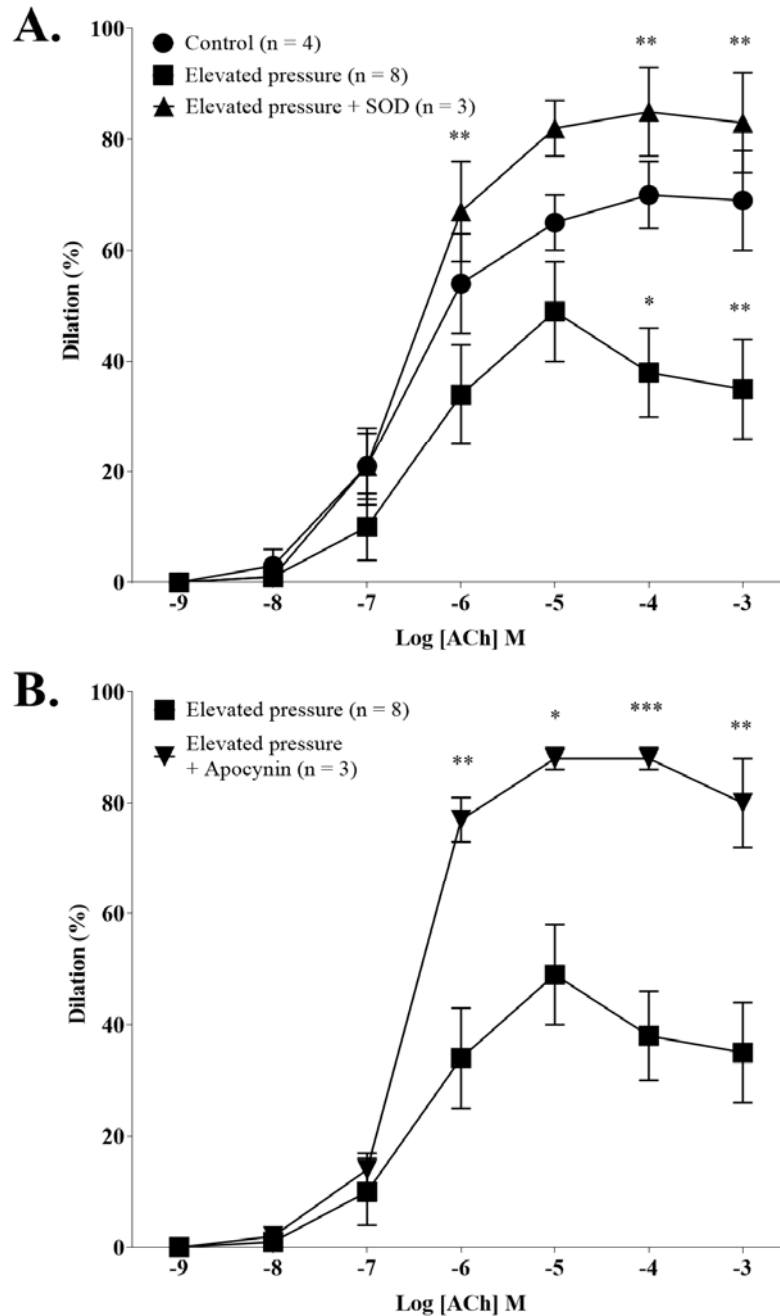 A.
Control (n = 4)
Elevated pressure (n = 8)
Elevated pressure + SOD (n = 3)
** ** **
* **
100
80
60
40
20
0
Dilation (%)
-9 -8 -7 -6 -5 -4 -3
Log [ACh] M
B.
Elevated pressure (n = 8)
Elevated pressure
+ Apocynin (n = 3)
** * *** **
100
80
60
40
20
0
Dilation (%)
-9 -8 -7 -6 -5 -4 -3
Log [ACh] M